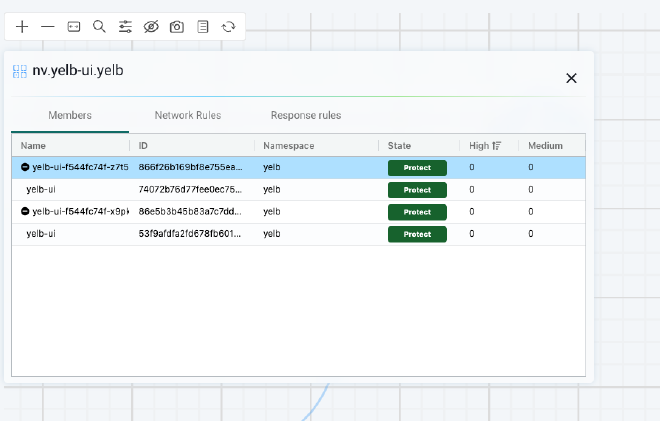 nv.yelb-ui.yelb
Members Network Rules Response rules
Name ID Namespace State High Medium
yelb-ui-f544fc74f-z7t5 866f26b169bf8e755ea... yelb Protect 0 0
yelb-ui 74072b76d77fee0ec75... yelb Protect 0 0
yelb-ui-f544fc74f-x9pk 86e5b3b45b83a7c7dd... yelb Protect 0 0
yelb-ui 53f9afdfa2fd678fb601... yelb Protect 0 0